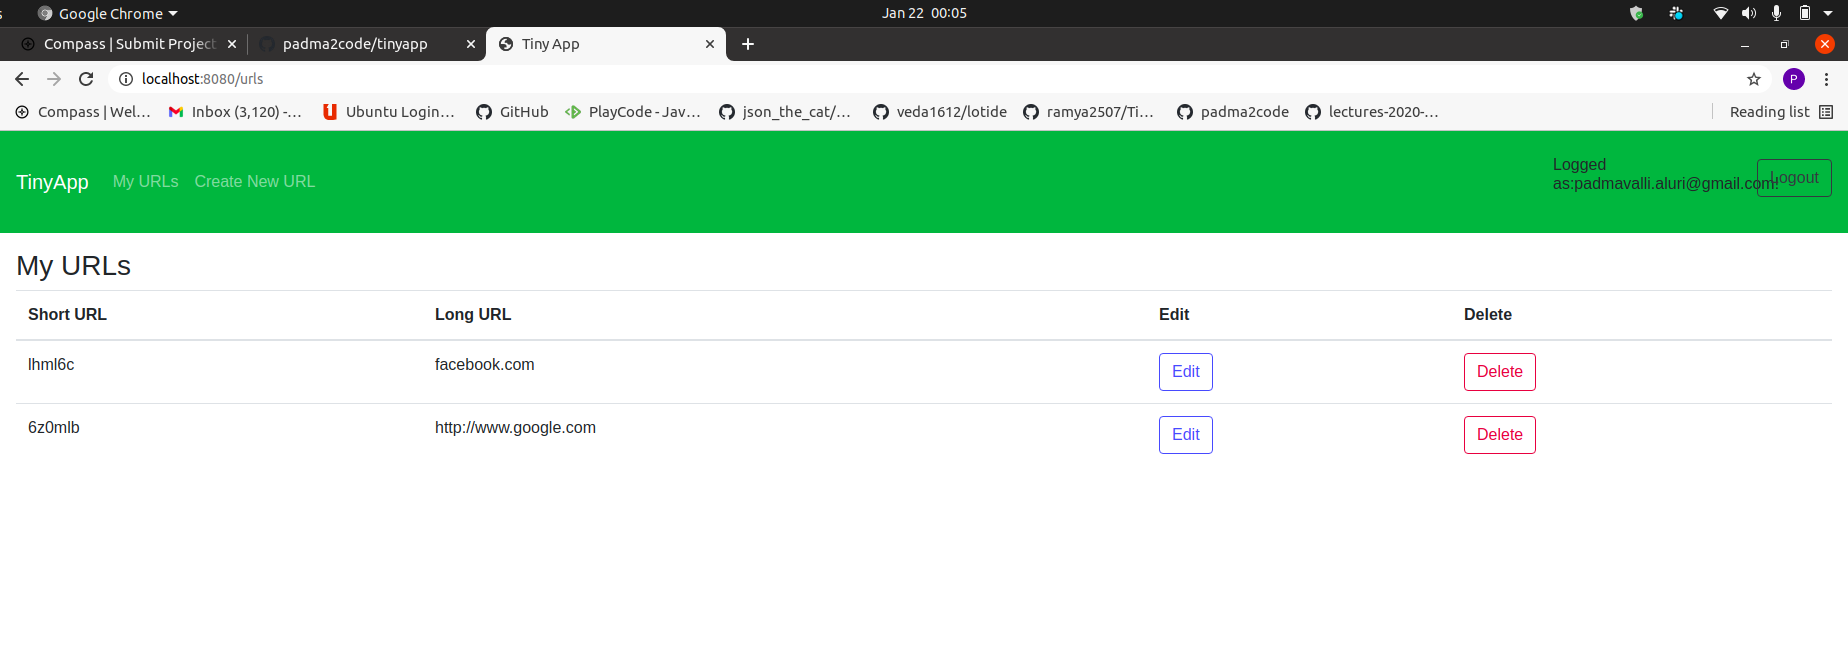 s Google Chrome Jan 22 00:05
Compass | Submit Project padma2code/tinyapp Tiny App
localhost:8080/urls P
Compass | Wel... Inbox (3,120) -... Ubuntu Login... GitHub PlayCode - Jav... json_the_cat/... veda1612/lotide ramya2507/Ti... padma2code lectures-2020-... Reading list
TinyApp My URLs Create New URL
Logged
as:padmavalli.aluri@gmail.com! Logout
My URLs
Short URL Long URL Edit Delete
lhml6c facebook.com Edit Delete
6z0mlb http://www.google.com Edit Delete